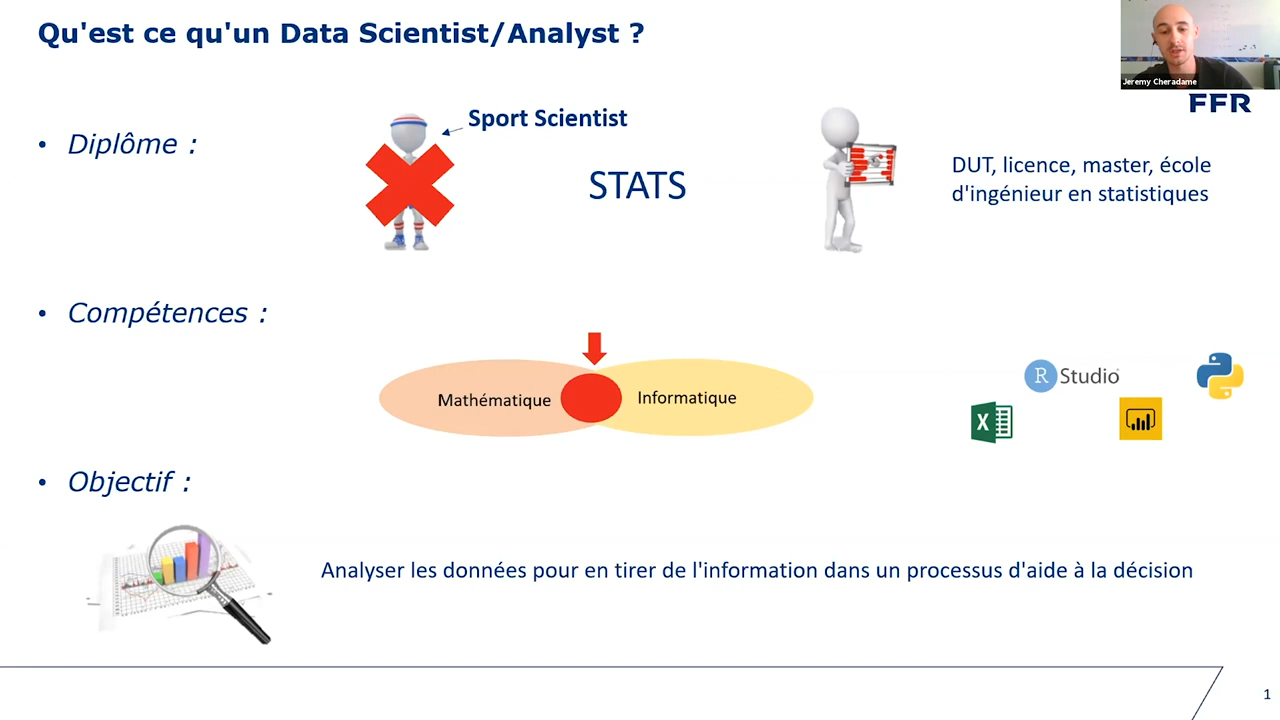 Qu'est ce qu'un Data Scientist/Analyst ?
Jeremy Cheradame
FFR
• Diplôme :
Sport Scientist
STATS
DUT, licence, master, école
d'ingénieur en statistiques
• Compétences :
Mathématique
Informatique
R Studio
X
• Objectif :
Analyser les données pour en tirer de l'information dans un processus d'aide à la décision
1